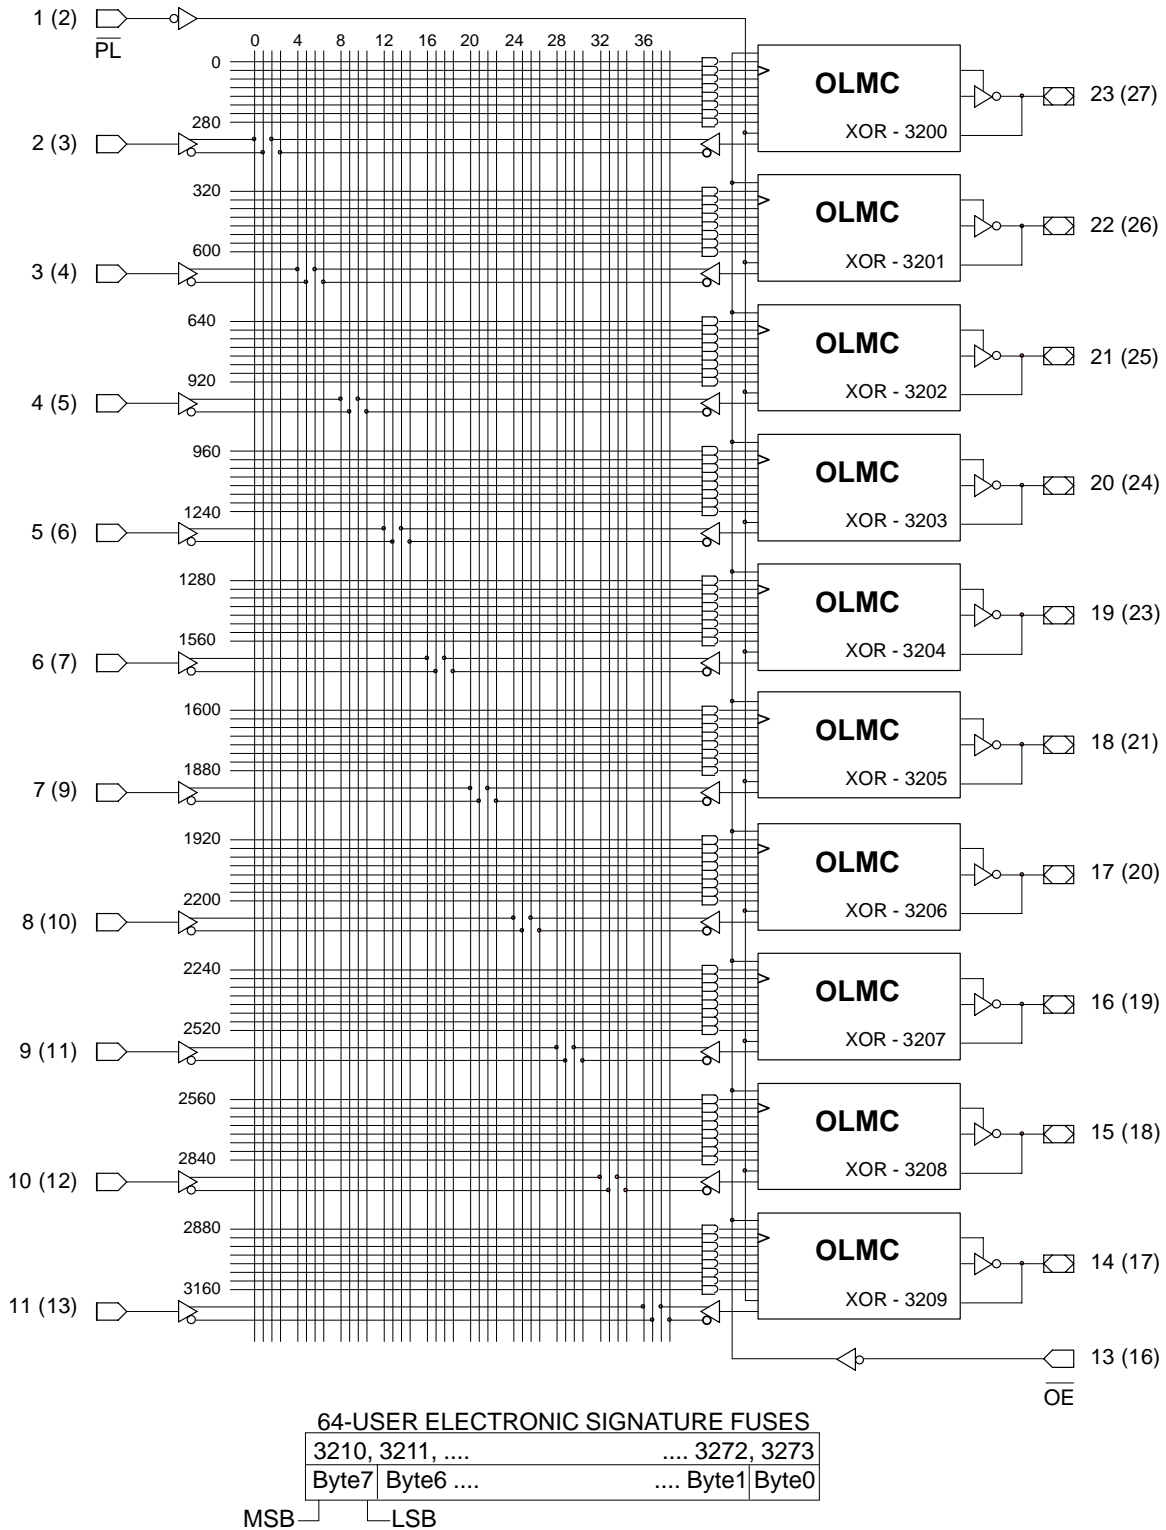 1 (2)
PL
0 4 8 12 16 20 24 28 32 36
0
OLMC
23 (27)
280
XOR - 3200
2 (3)
320
OLMC
22 (26)
600
XOR - 3201
3 (4)
640
OLMC
21 (25)
920
XOR - 3202
4 (5)
960
OLMC
20 (24)
1240
XOR - 3203
5 (6)
1280
OLMC
19 (23)
1560
XOR - 3204
6 (7)
1600
OLMC
18 (21)
1880
XOR - 3205
7 (9)
1920
OLMC
17 (20)
2200
XOR - 3206
8 (10)
2240
OLMC
16 (19)
2520
XOR - 3207
9 (11)
2560
OLMC
15 (18)
2840
XOR - 3208
10 (12)
2880
OLMC
14 (17)
3160
XOR - 3209
11 (13)
13 (16)
OE
64-USER ELECTRONIC SIGNATURE FUSES
3210, 3211, .... .... 3272, 3273
Byte7 Byte6 .... .... Byte1 Byte0
MSB LSB